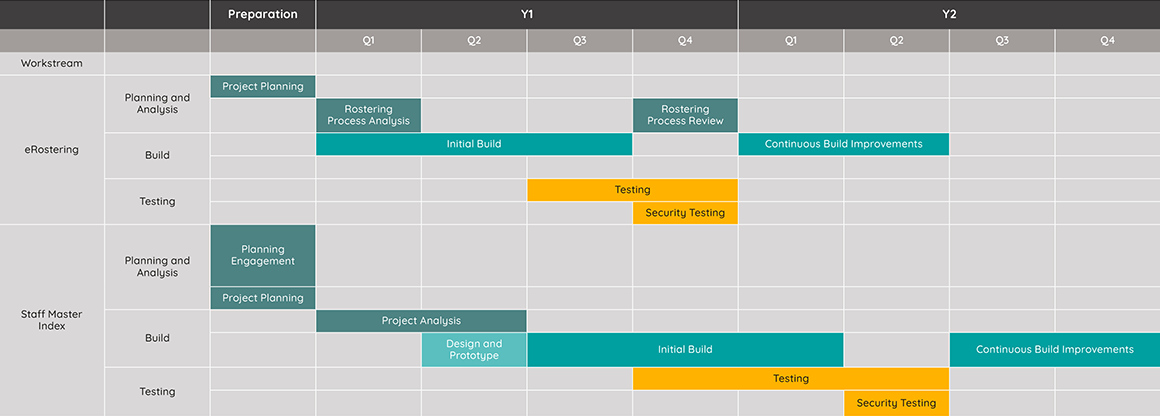 Preparation Y1 Y2
Q1 Q2 Q3 Q4 Q1 Q2 Q3 Q4
Workstream
eRostering
Planning and
Analysis
Project Planning
Rostering
Process Analysis
Rostering
Process Review
Build
Initial Build
Continuous Build Improvements
Testing
Testing
Security Testing
Staff Master
Index
Planning and
Analysis
Planning
Engagement
Project Planning
Build
Project Analysis
Design and
Prototype
Initial Build
Continuous Build Improvements
Testing
Testing
Security Testing